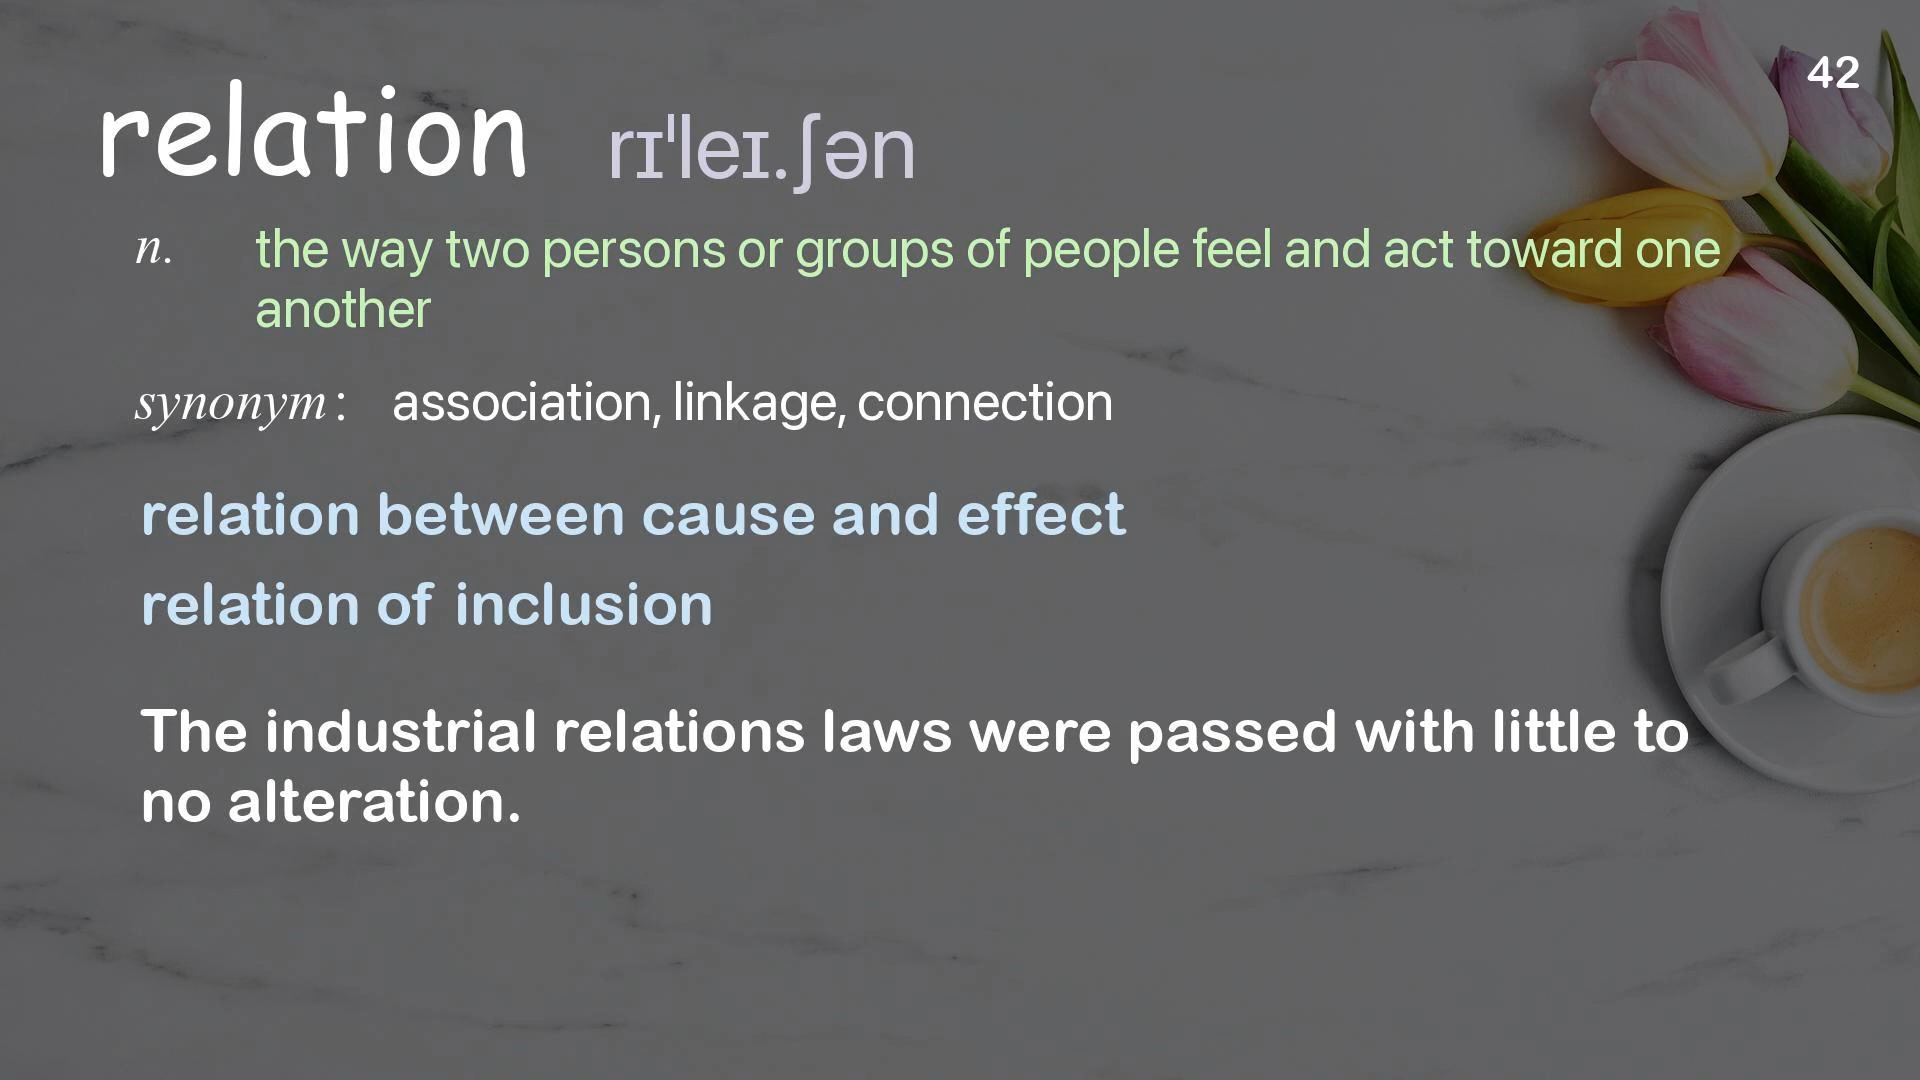 42
relation rɪˈleɪ.ʃən
n. the way two persons or groups of people feel and act toward one
another
synonym: association, linkage, connection
relation between cause and effect
relation of inclusion
The industrial relations laws were passed with little to
no alteration.